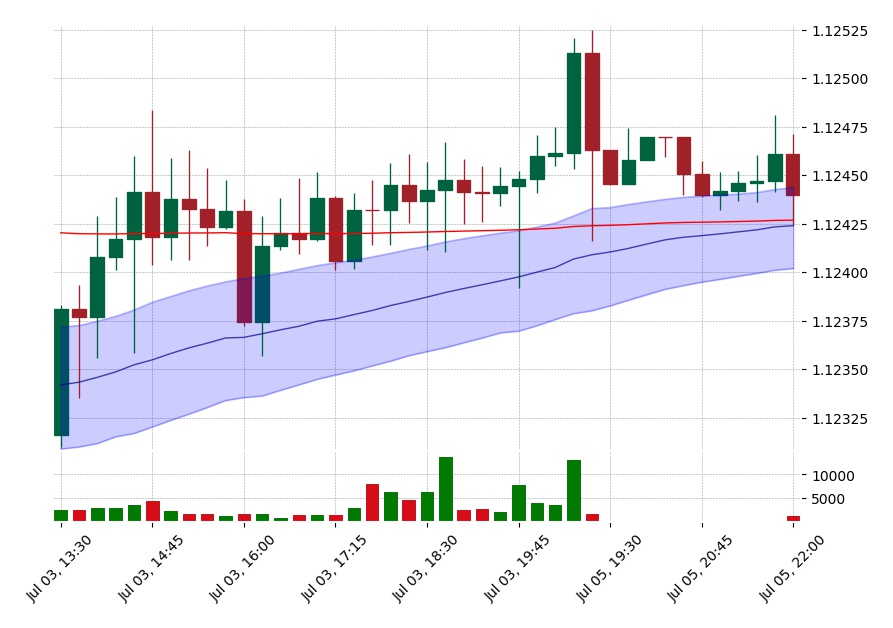 1.12525
1.12500
1.12475
1.12450
1.12425
1.12400
1.12375
1.12350
1.12325
10000
5000
Jul 03, 13:30
Jul 03, 14:45
Jul 03, 16:00
Jul 03, 17:15
Jul 03, 18:30
Jul 03, 19:45
Jul 05, 19:30
Jul 05, 20:45
Jul 05, 22:00